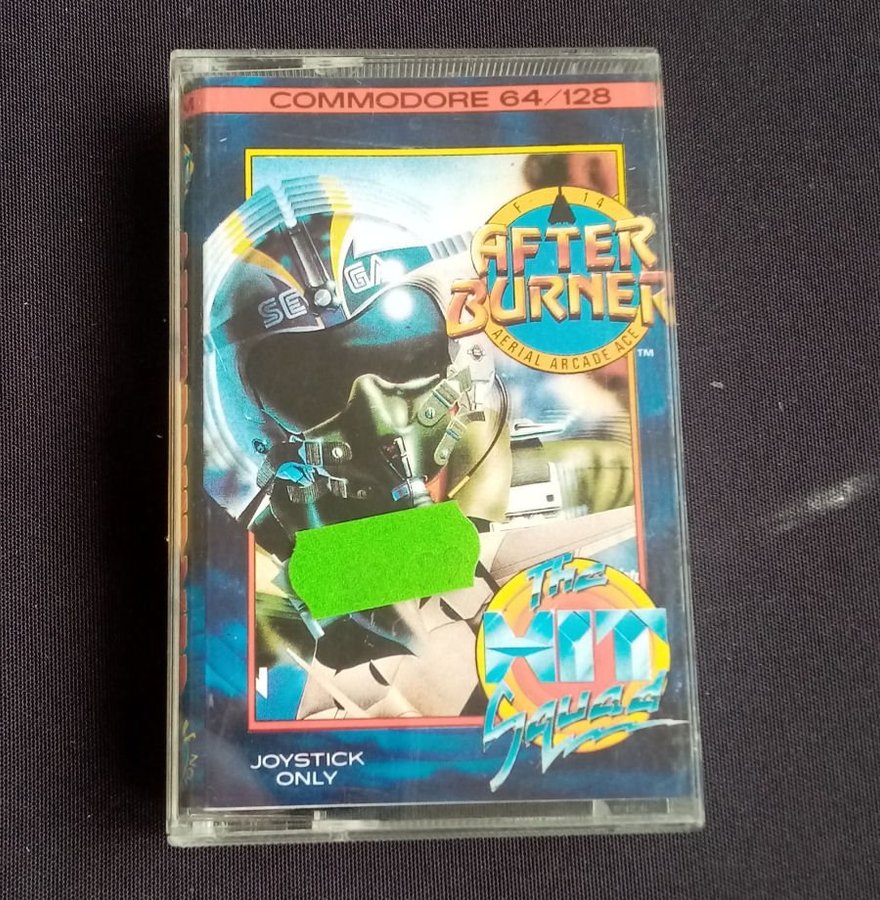 COMMODORE 64/128
F-14
AFTER
BURNER
AERIAL ARCADE ACE
TM
SEGA
The
HIT
Squad
JOYSTICK
ONLY